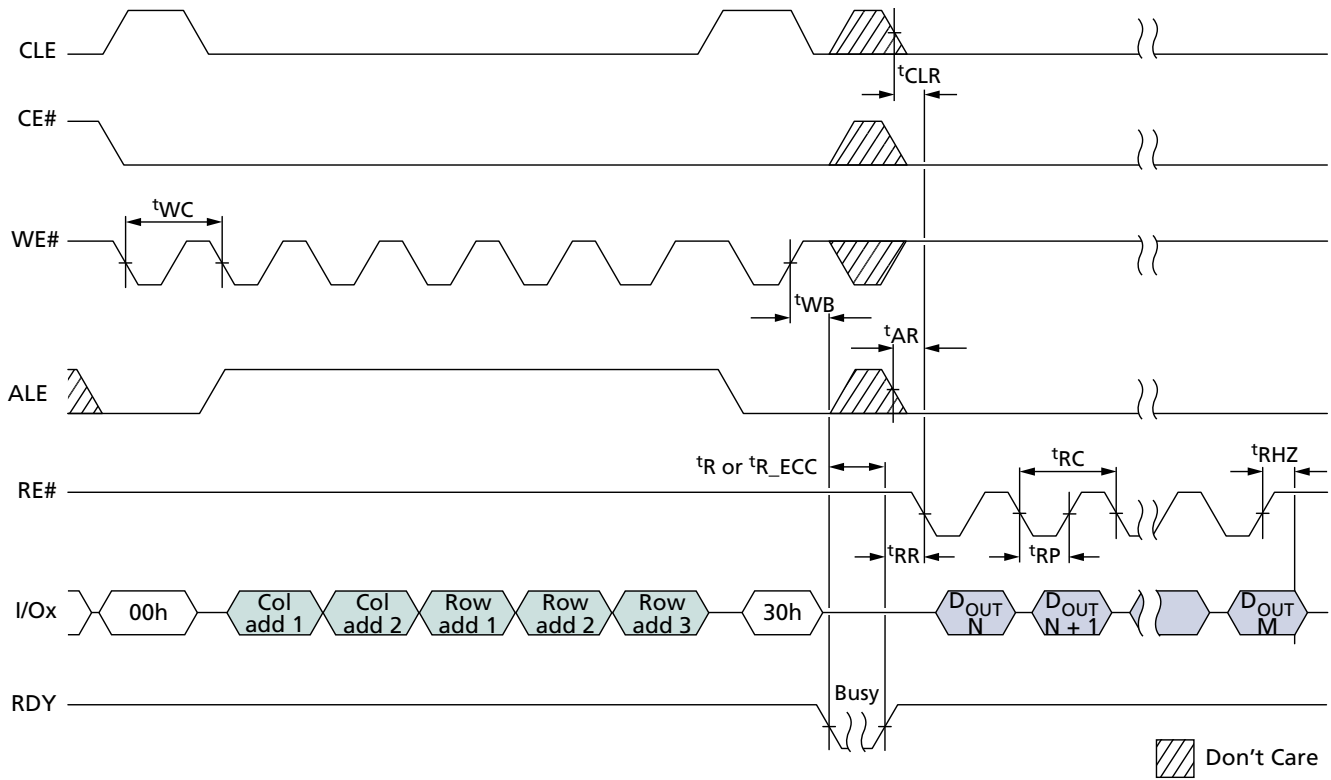 CLE
tCLR
CE#
tWC
WE#
tWB
tAR
ALE
tR or tR_ECC
tRC
tRHZ
RE#
tRR
tRP
I/Ox
00h
Col
add 1
Col
add 2
Row
add 1
Row
add 2
Row
add 3
30h
DOUT
N
DOUT
N + 1
DOUT
M
RDY
Busy
Don't Care